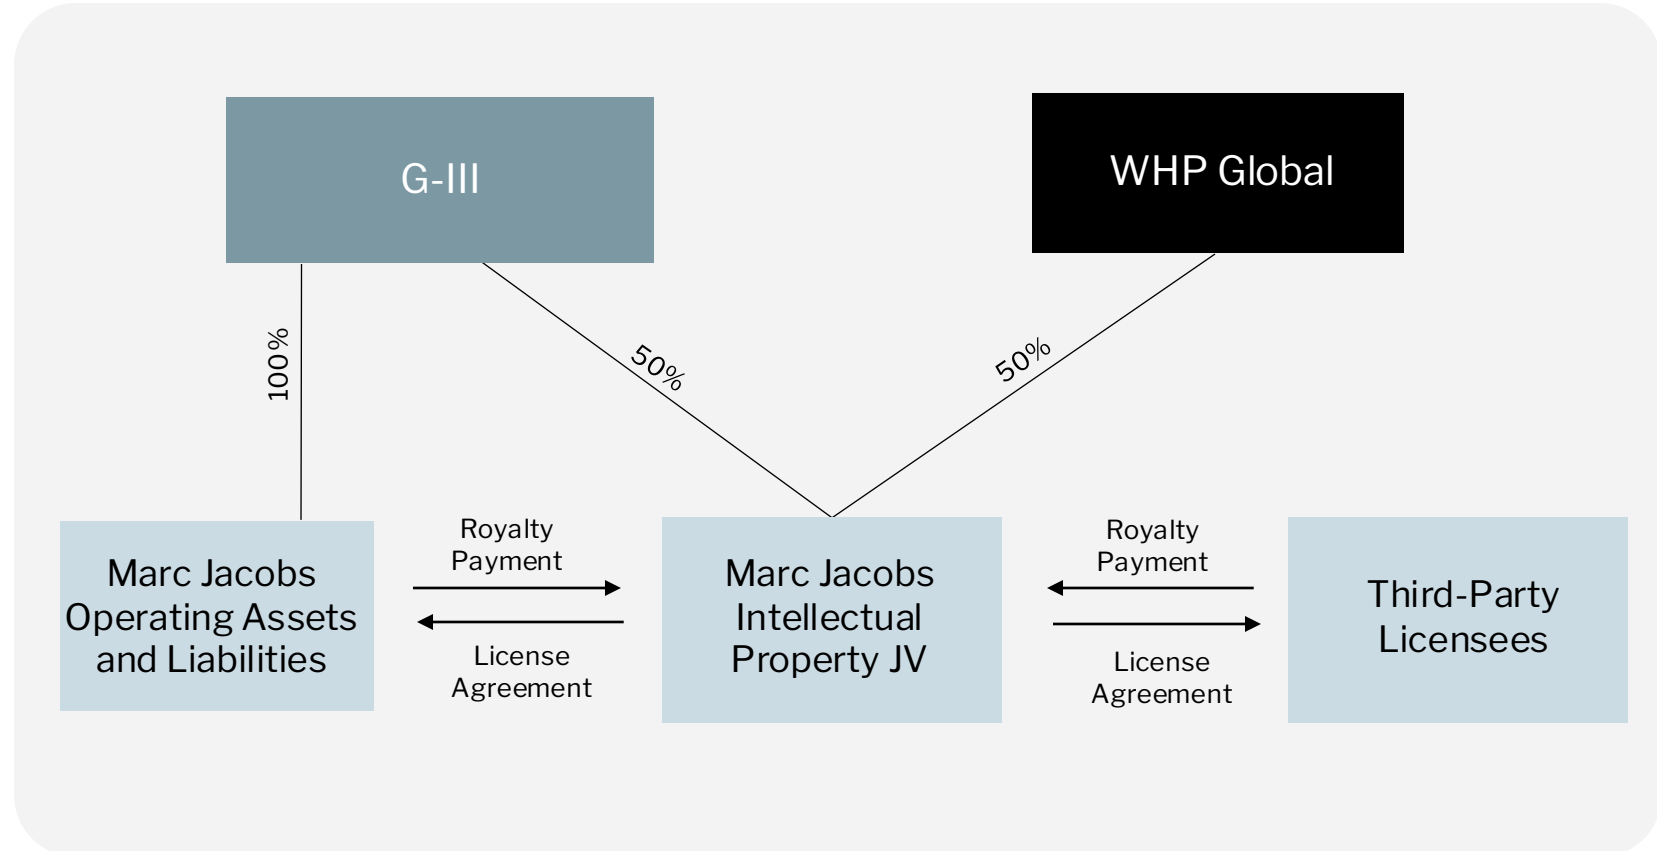 G-III
WHP Global
100%
50%
50%
Marc Jacobs
Operating Assets
and Liabilities
Royalty
Payment
License
Agreement
Marc Jacobs
Intellectual
Property JV
Royalty
Payment
License
Agreement
Third-Party
Licensees